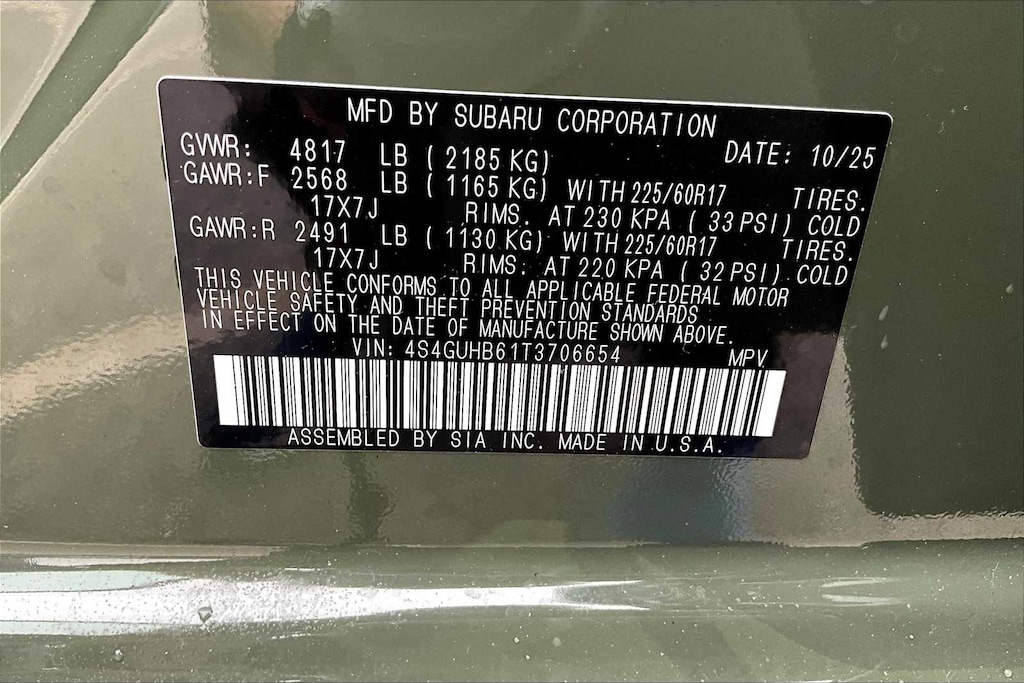 MFD BY SUBARU CORPORATION
GVWR: 4817 LB ( 2185 KG) DATE: 10/25
GAWR:F 2568 LB ( 1165 KG) WITH 225/60R17 TIRES.
17X7J RIMS. AT 230 KPA ( 33 PSI) COLD
GAWR:R 2491 LB ( 1130 KG) WITH 225/60R17 TIRES.
17X7J RIMS. AT 220 KPA ( 32 PSI) COLD
THIS VEHICLE CONFORMS TO ALL APPLICABLE FEDERAL MOTOR
VEHICLE SAFETY AND THEFT PREVENTION STANDARDS
IN EFFECT ON THE DATE OF MANUFACTURE SHOWN ABOVE.
VIN: 4S4GUHB61T3706654 MPV
ASSEMBLED BY SIA INC. MADE IN U.S.A.